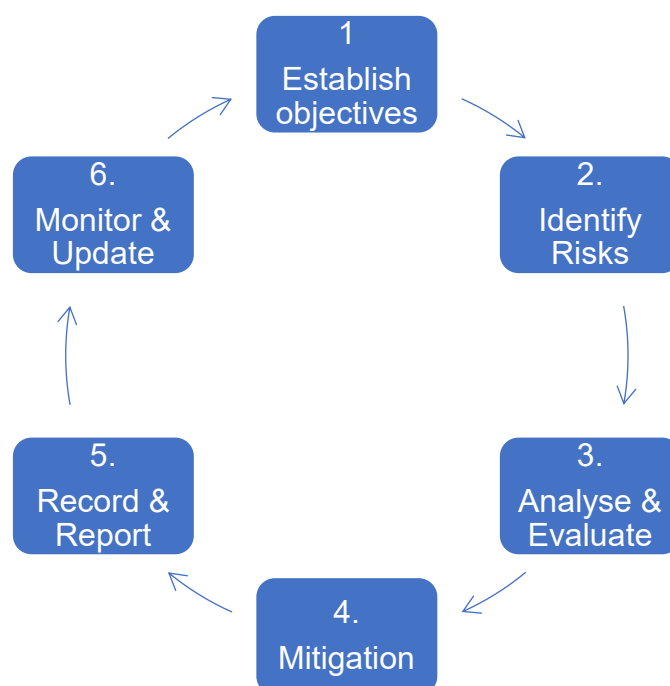 1
Establish
objectives
2.
Identify
Risks
3.
Analyse &
Evaluate
4.
Mitigation
5.
Record &
Report
6.
Monitor &
Update